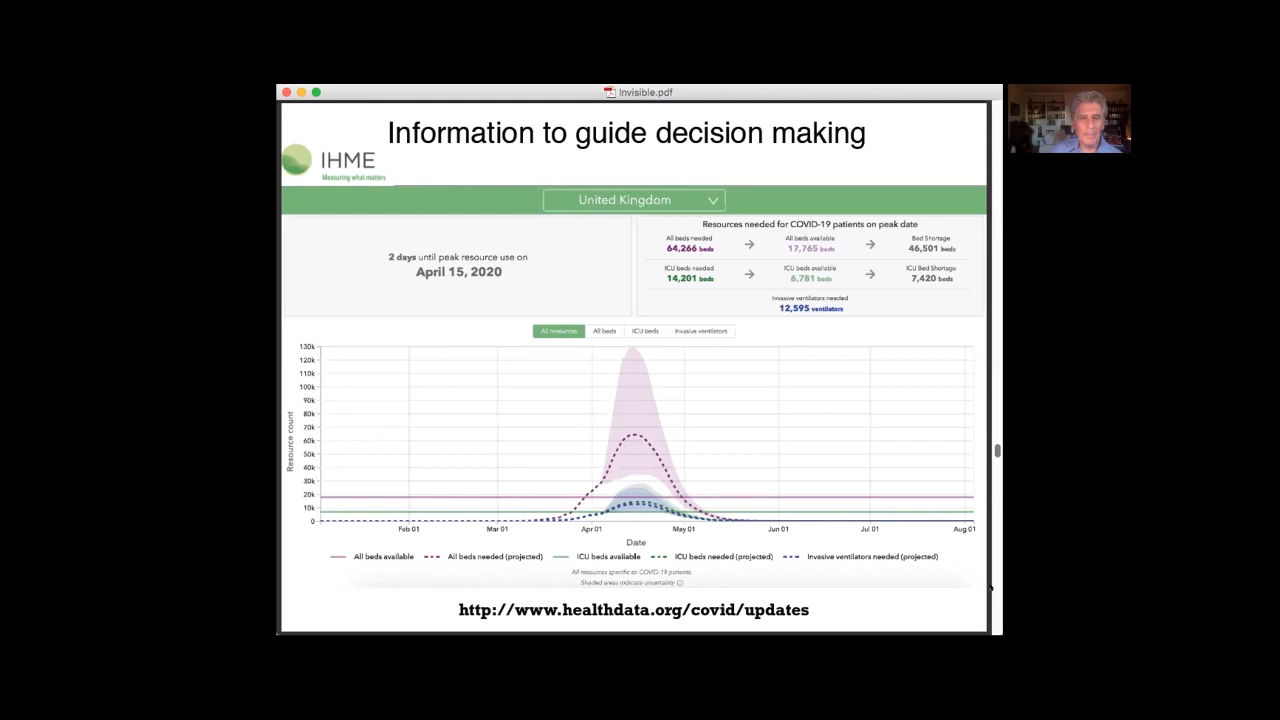 Invisible.pdf
Information to guide decision making
IHME
Measuring what matters
United Kingdom
2 days until peak resource use on
April 15, 2020
Resources needed for COVID-19 patients on peak date
All beds needed
64,266 beds
All beds available
17,765 beds
Bed Shortage
46,501 beds
ICU beds needed
14,201 beds
ICU beds available
6,781 beds
ICU Bed Shortage
7,420 beds
Invasive ventilators needed
12,595 ventilators
All resources All beds ICU beds Invasive ventilators
130k
120k
110k
100k
90k
80k
70k
60k
50k
40k
30k
20k
10k
0
Resource count
Feb 01 Mar 01 Apr 01 May 01 Jun 01 Jul 01 Aug 01
Date
All beds available All beds needed (projected) ICU beds available ICU beds needed (projected) Invasive ventilators needed (projected)
All resources specific to COVID-19 patients.
Shaded areas indicate uncertainty
http://www.healthdata.org/covid/updates